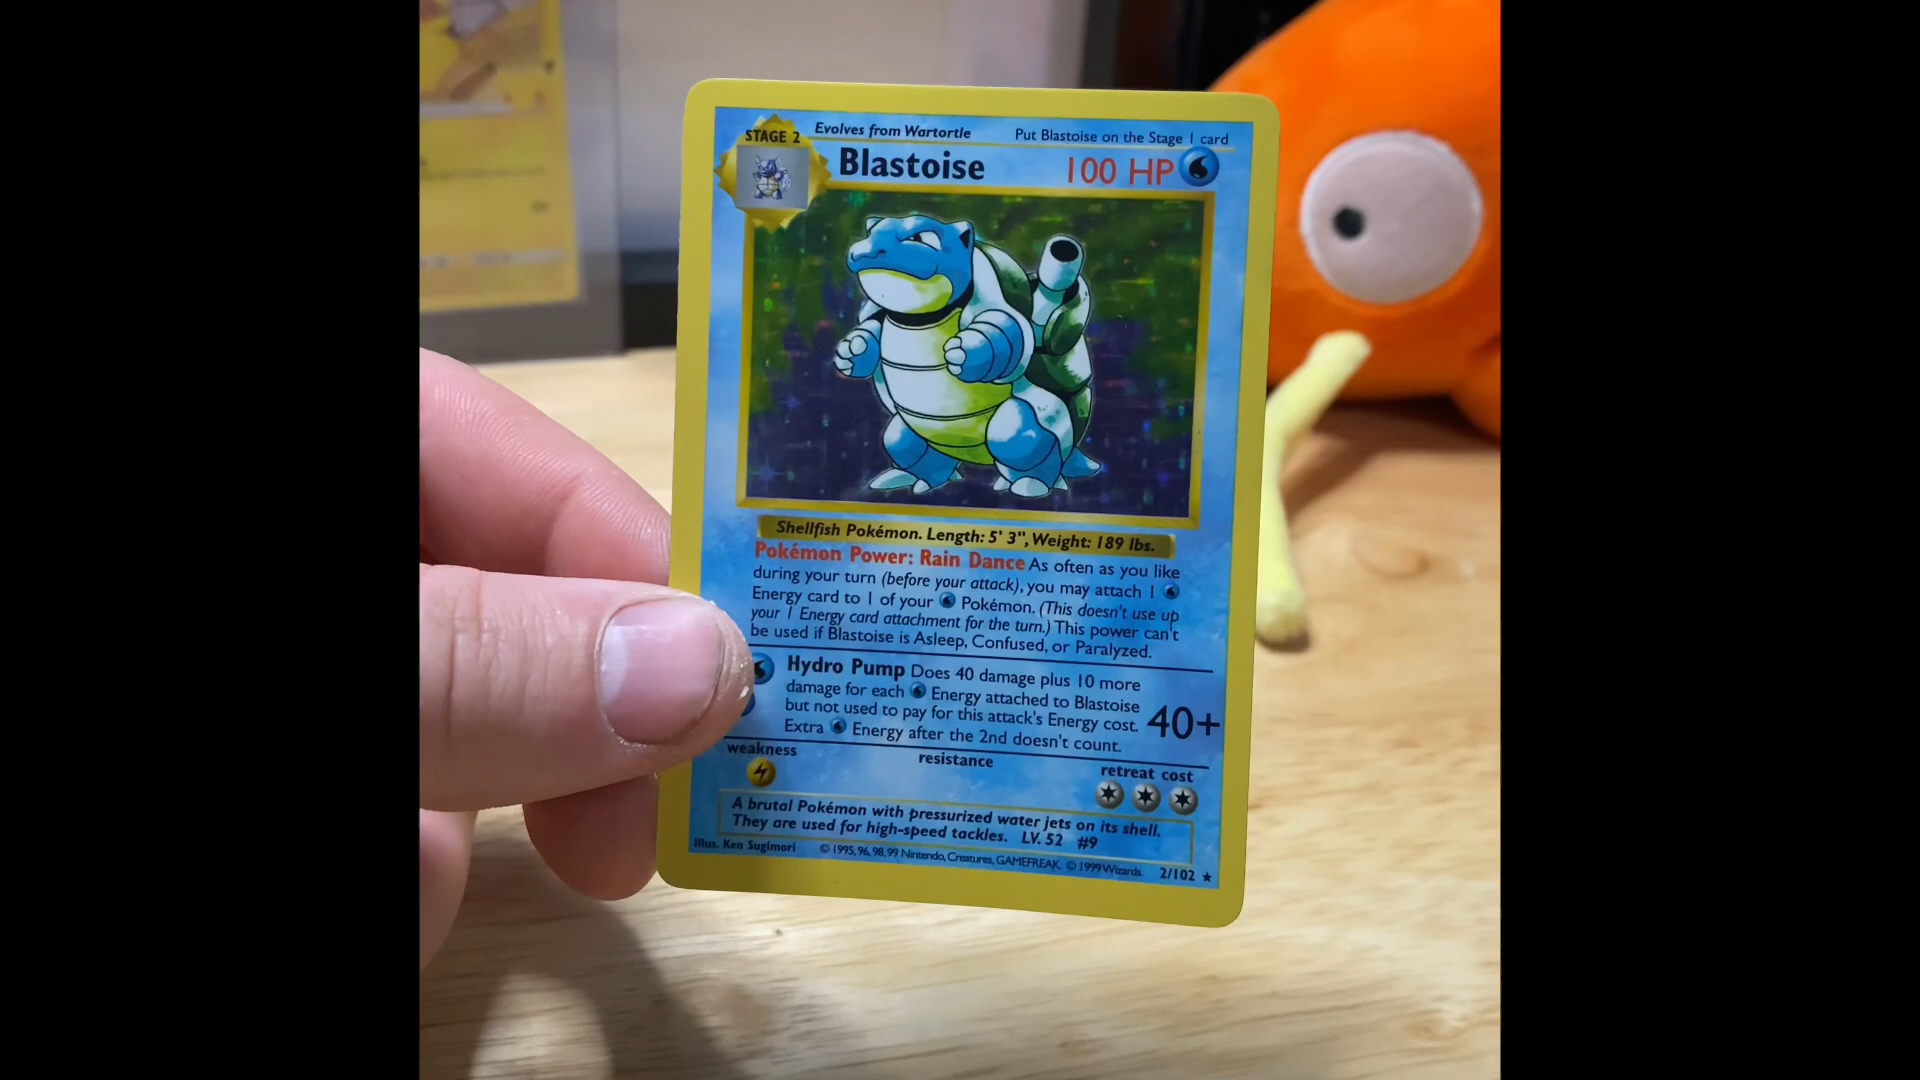 STAGE 2
Evolves from Wartortle
Put Blastoise on the Stage 1 card
Blastoise
100 HP
Shellfish Pokémon. Length: 5' 3", Weight: 189 lbs.
Pokémon Power: Rain Dance As often as you like
during your turn (before your attack), you may attach 1
Energy card to 1 of your Pokémon. (This doesn't use up
your 1 Energy card attachment for the turn.) This power can't
be used if Blastoise is Asleep, Confused, or Paralyzed.
Hydro Pump Does 40 damage plus 10 more
damage for each Energy attached to Blastoise
but not used to pay for this attack's Energy cost.
Extra Energy after the 2nd doesn't count.
40+
weakness
resistance
retreat cost
A brutal Pokémon with pressurized water jets on its shell.
They are used for high-speed tackles. LV. 52 #9
Illus. Ken Sugimori
© 1995, 96, 98, 99 Nintendo, Creatures, GAMEFREAK. © 1999 Wizards.
2/102